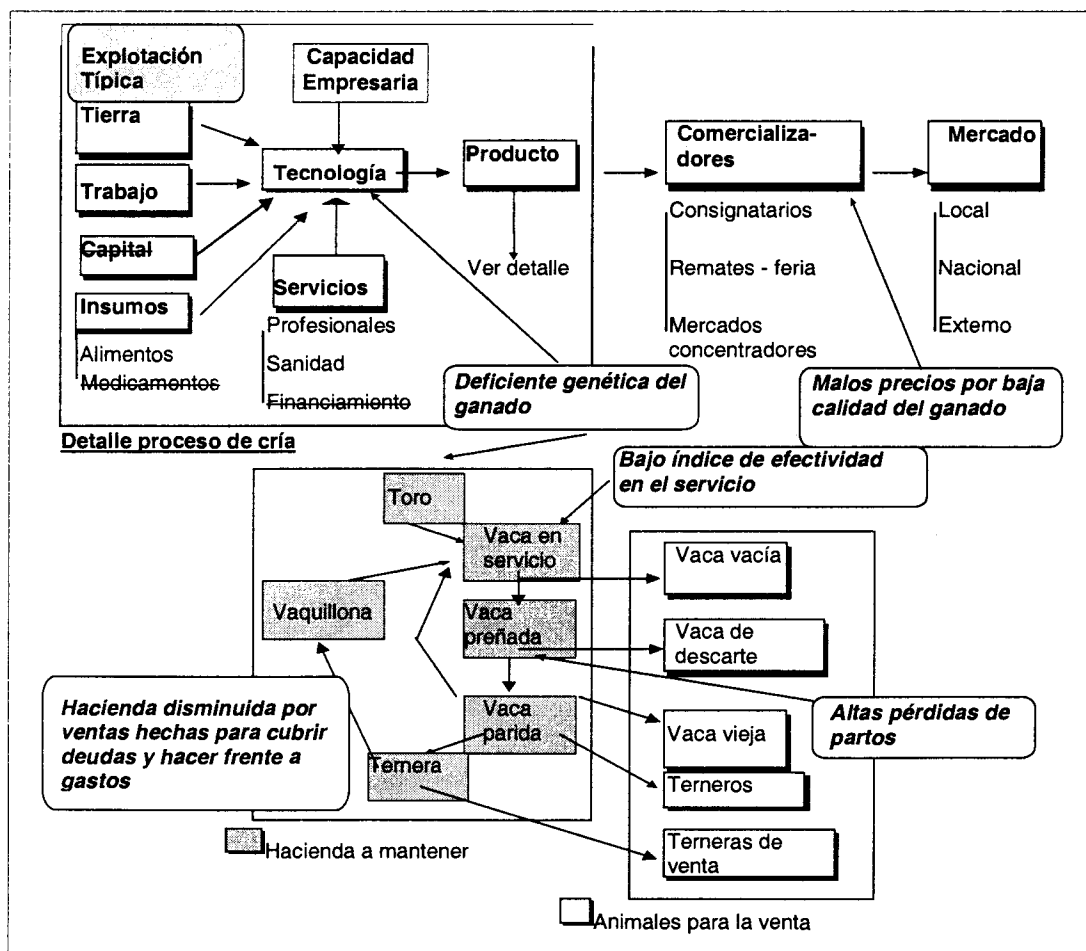 Explotación
Típica
Capacidad
Empresaria
Tierra
Trabajo
Capital
Insumos
Alimentos
Medicamentos
Tecnología
Servicios
Profesionales
Sanidad
Financiamiento
Producto
Ver detalle
Comercializa-
dores
Consignatarios
Remates - feria
Mercados
concentradores
Mercado
Local
Nacional
Externo
Deficiente genética del
ganado
Malos precios por baja
calidad del ganado
Detalle proceso de cría
Bajo índice de efectividad
en el servicio
Toro
Vaca en
servicio
Vaquillona
Vaca
preñada
Vaca
parida
Ternera
Vaca vacía
Vaca de
descarte
Vaca vieja
Terneros
Terneras de
venta
Hacienda disminuida por
ventas hechas para cubrir
deudas y hacer frente a
gastos
Altas pérdidas de
partos
Hacienda a mantener
Animales para la venta